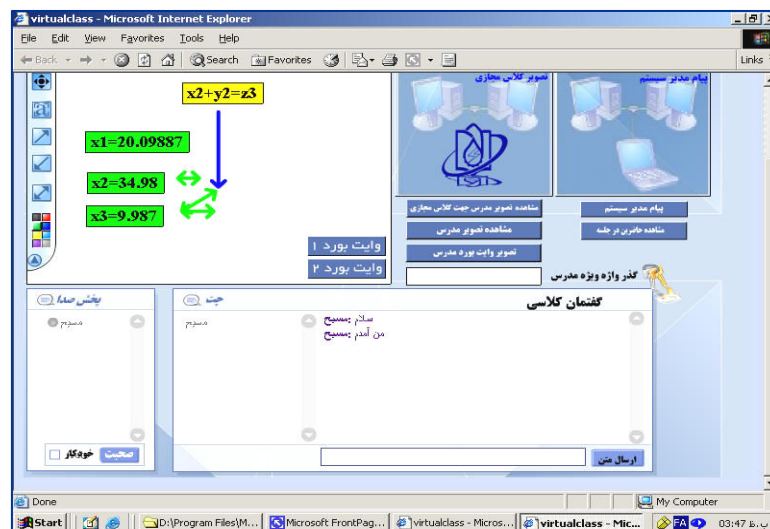 virtualclass - Microsoft Internet Explorer
File Edit View Favorites Tools Help
Back Search Favorites Links
x2+y2=z3
x1=20.09887
x2=34.98
x3=9.987
وایت بورد ۱
وایت بورد ۲
تصویر کلاس مجازی
پیام مدیر سیستم
مشاهده تصویر مدرس جهت کلاس مجازی
مشاهده تصویر مدرس
تصویر وایت بورد مدرس
پیام مدیر سیستم
مشاهده حاضرین در جلسه
گذر واژه ویژه مدرس
گفتمان کلاسی
مسیح: سلام
مسیح: من آمدم
ارسال متن
چت
مسیح
پخش صدا
مسیح
صحبت
خودکار
Done
My Computer
Start
D:\Program Files\M...
Microsoft FrontPag...
virtualclass - Micros...
virtualclass - Mic...
FA
03:47 ب.ظ